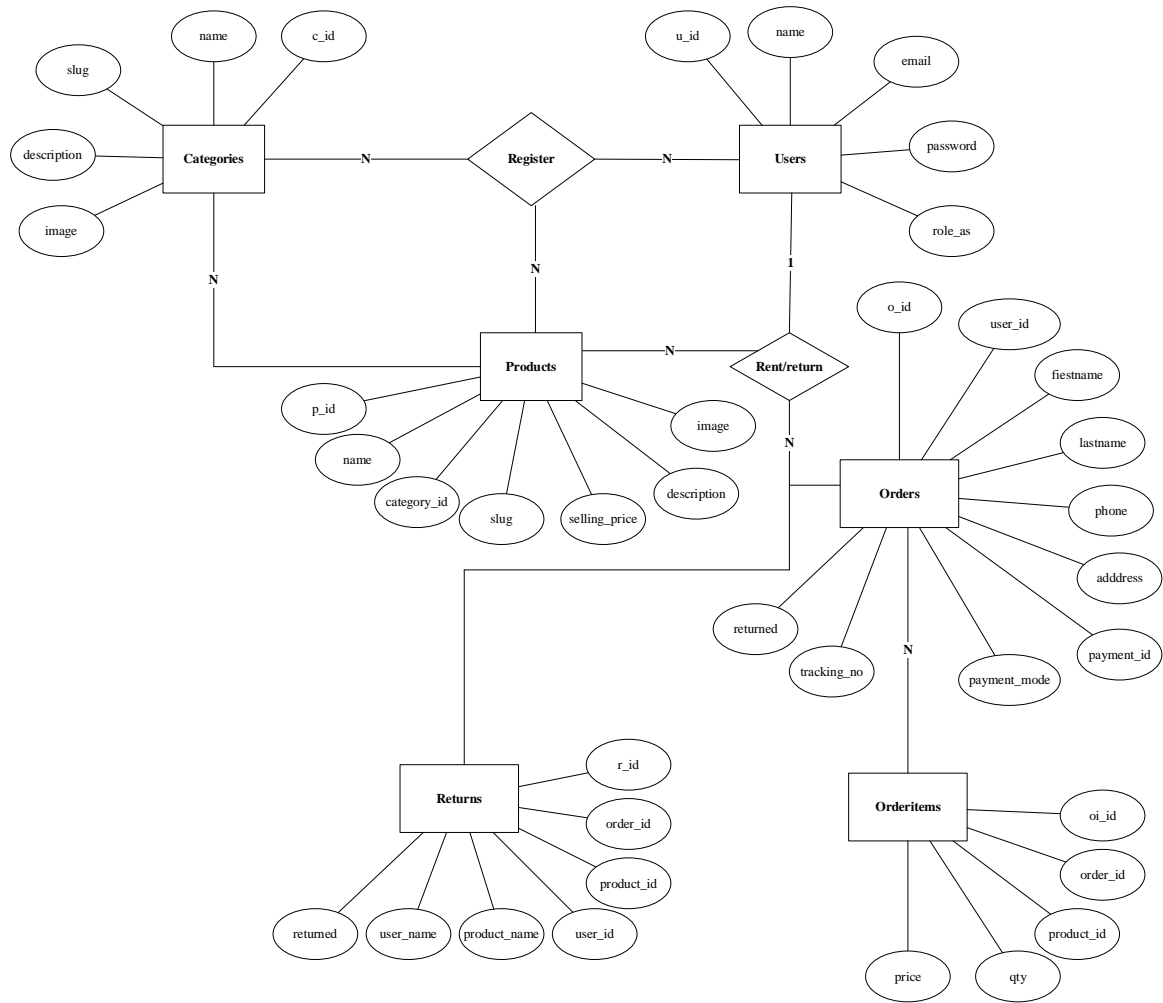 name
c_id
slug
description
image
Categories
N
Register
N
Users
u_id
name
email
password
role_as
N
N
1
Products
N
Rent/return
p_id
name
category_id
slug
selling_price
description
image
N
o_id
user_id
fiestname
lastname
phone
adddress
payment_id
payment_mode
tracking_no
returned
Orders
N
Returns
r_id
order_id
product_id
user_id
product_name
user_name
returned
Orderitems
oi_id
order_id
product_id
qty
price